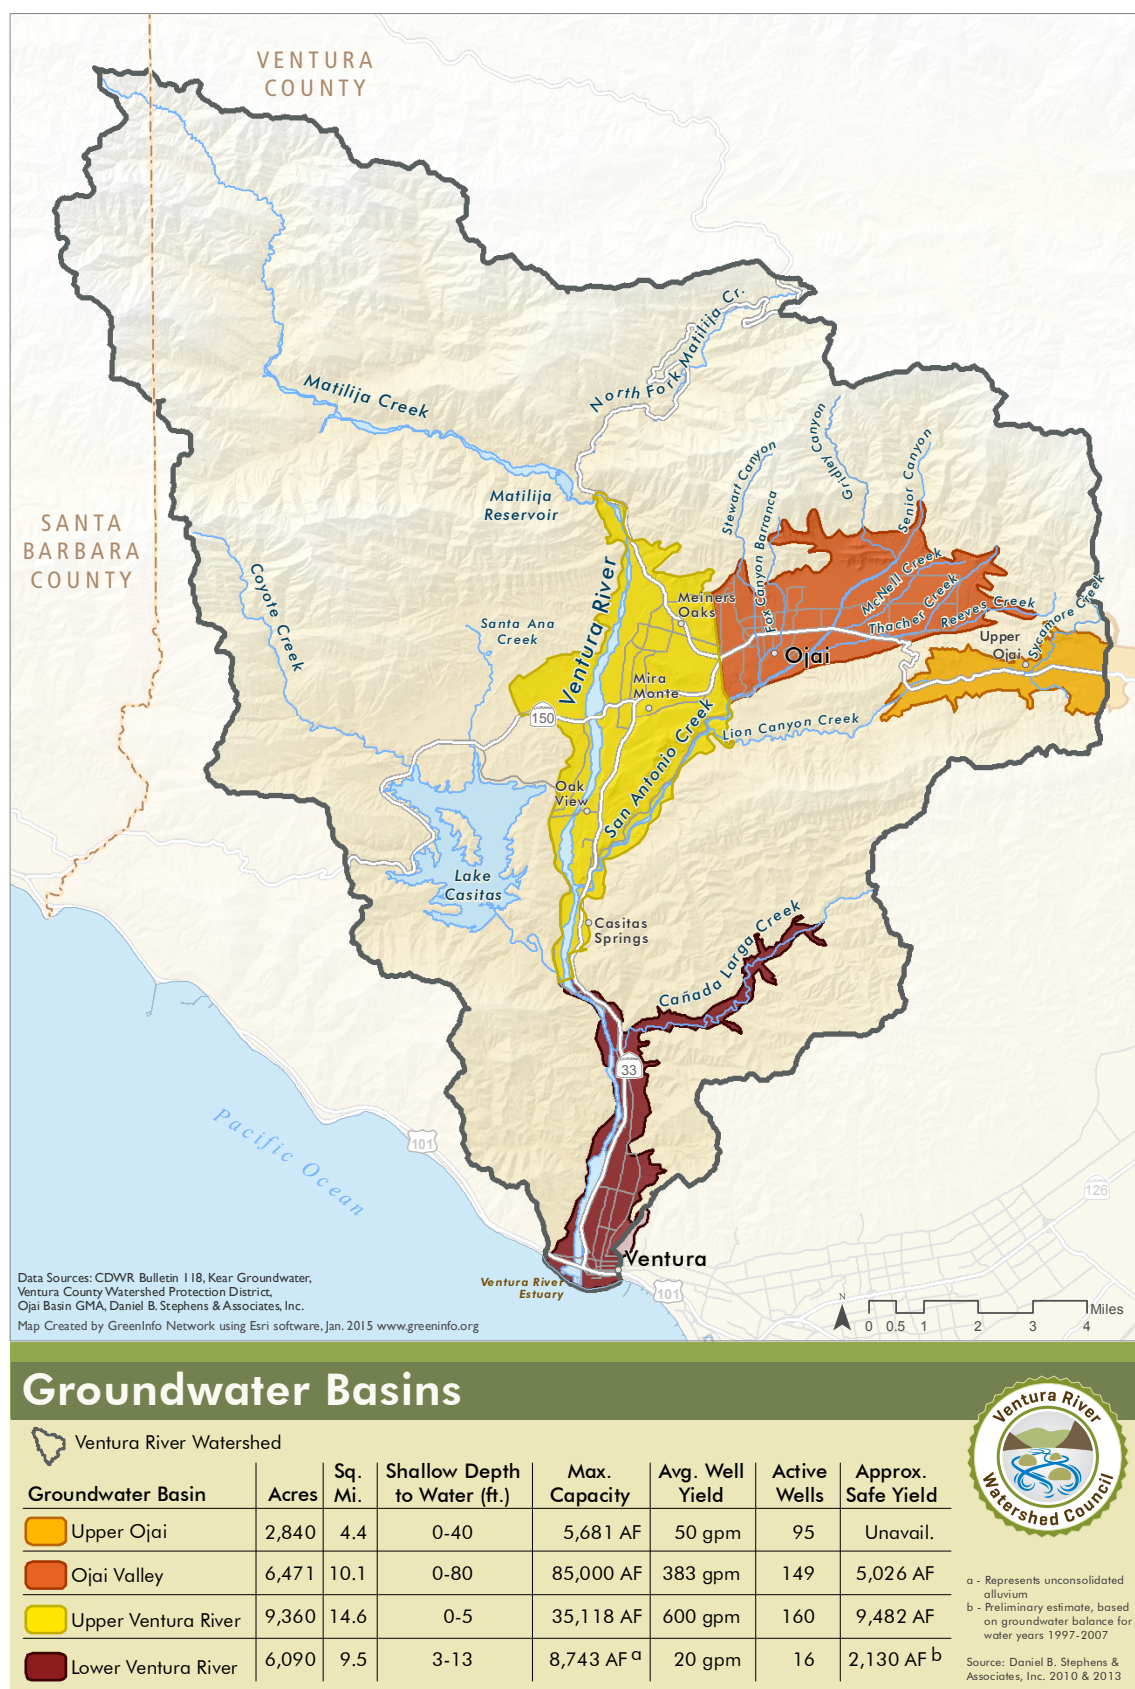 VENTURA
COUNTY
North Fork Matilija Cr.
Matilija Creek
Matilija
Reservoir
Stewart Canyon
Fox Canyon Barranca
Gridley Canyon
Senior Canyon
SANTA
BARBARA
COUNTY
Coyote Creek
Santa Ana
Creek
Ventura River
Meiners
Oaks
McNell Creek
Thacher Creek
Reeves Creek
Sycamore Creek
Upper
Ojai
Ojai
Mira
Monte
150
Lion Canyon Creek
San Antonio Creek
Oak
View
Lake
Casitas
Casitas
Springs
Cañada Larga Creek
33
Pacific Ocean
101
126
Ventura
Ventura River
Estuary
101
Data Sources: CDWR Bulletin 118, Kear Groundwater,
Ventura County Watershed Protection District,
Ojai Basin GMA, Daniel B. Stephens & Associates, Inc.
Map Created by GreenInfo Network using Esri software, Jan. 2015 www.greeninfo.org
N
Miles
0 0.5 1 2 3 4
Groundwater Basins
Ventura River Watershed
Ventura River
Watershed Council
Groundwater Basin Acres Sq. Mi. Shallow Depth to Water (ft.) Max. Capacity Avg. Well Yield Active Wells Approx. Safe Yield
Upper Ojai 2,840 4.4 0-40 5,681 AF 50 gpm 95 Unavail.
Ojai Valley 6,471 10.1 0-80 85,000 AF 383 gpm 149 5,026 AF
Upper Ventura River 9,360 14.6 0-5 35,118 AF 600 gpm 160 9,482 AF
Lower Ventura River 6,090 9.5 3-13 8,743 AF a 20 gpm 16 2,130 AF b
a - Represents unconsolidated
alluvium
b - Preliminary estimate, based
on groundwater balance for
water years 1997-2007
Source: Daniel B. Stephens &
Associates, Inc. 2010 & 2013